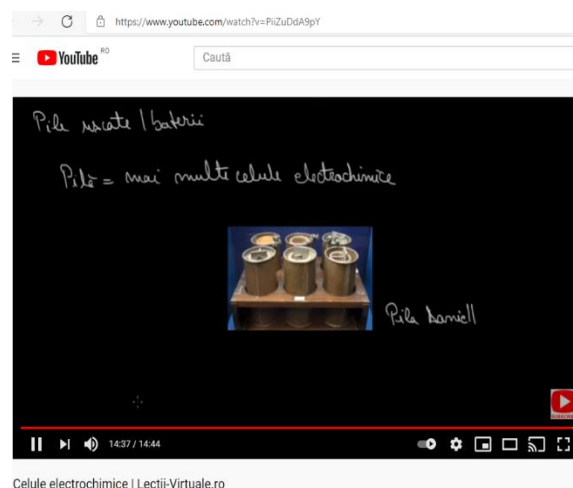 https://www.youtube.com/watch?v=PiiZuDdA9pY
YouTube RO
Caută
Pile uscate / baterii
Pilă = mai multe celule electrochimice
Pila Daniell
SUBSCRIBE
14:37 / 14:44
Celule electrochimice | Lectii-Virtuale.ro